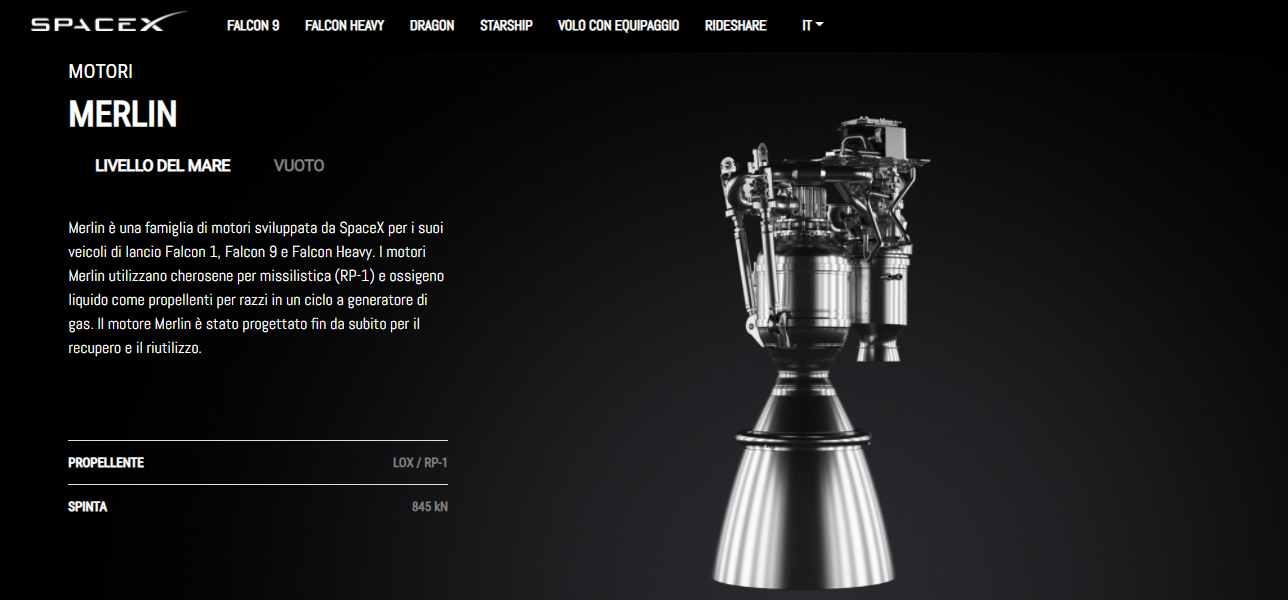 SPACEX
FALCON 9 FALCON HEAVY DRAGON STARSHIP VOLO CON EQUIPAGGIO RIDESHARE IT
MOTORI
MERLIN
LIVELLO DEL MARE VUOTO
Merlin è una famiglia di motori sviluppata da SpaceX per i suoi
veicoli di lancio Falcon 1, Falcon 9 e Falcon Heavy. I motori
Merlin utilizzano cherosene per missilistica (RP-1) e ossigeno
liquido come propellenti per razzi in un ciclo a generatore di
gas. Il motore Merlin è stato progettato fin da subito per il
recupero e il riutilizzo.
PROPELLENTE LOX / RP-1
SPINTA 845 kN